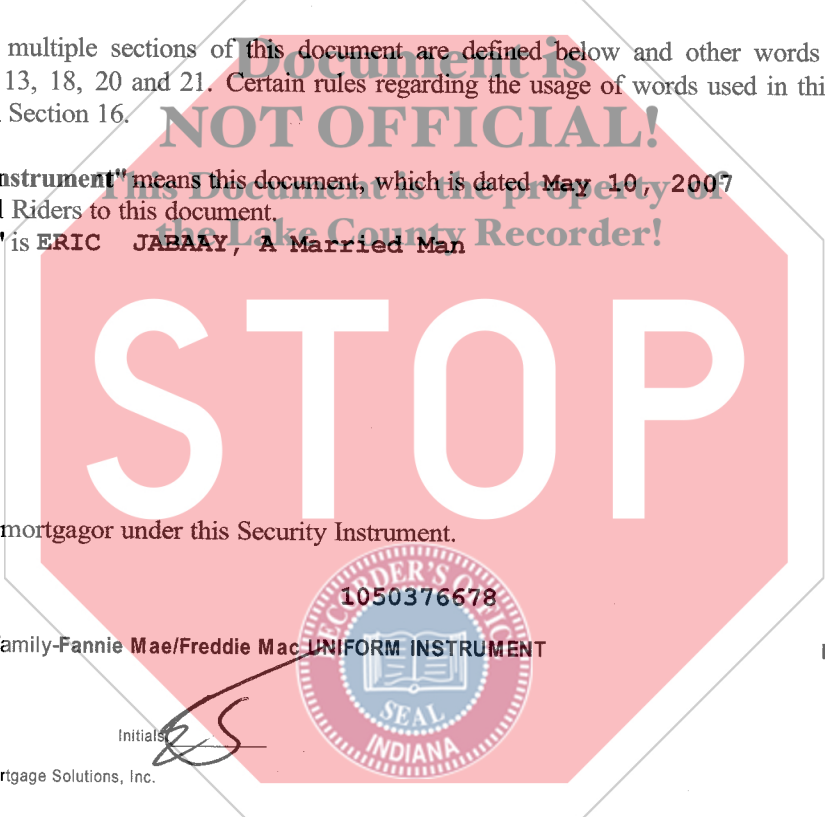 Document is
multiple sections of this document are defined below and other words
13, 18, 20 and 21. Certain rules regarding the usage of words used in thi
Section 16.
NOT OFFICIAL!
nstrument" means this document, which is dated May 10, 2007
This Document is the property of
l Riders to this document.
the Lake County Recorder!
" is ERIC JABAAY, A Married Man
STOP
mortgagor under this Security Instrument.
RECORDER'S OFFIC
1050376678
amily-Fannie Mae/Freddie Mac UNIFORM INSTRUMENT
SEAL
INDIANA
Initials
rtgage Solutions, Inc.